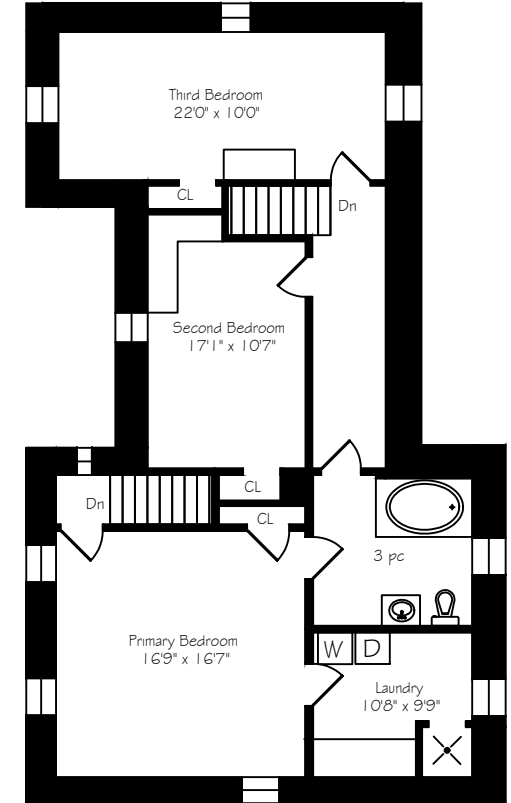 Third Bedroom
22'0" x 10'0"
CL
Dn
Second Bedroom
17'1" x 10'7"
CL
Dn
CL
3 pc
Primary Bedroom
16'9" x 16'7"
W D
Laundry
10'8" x 9'9"